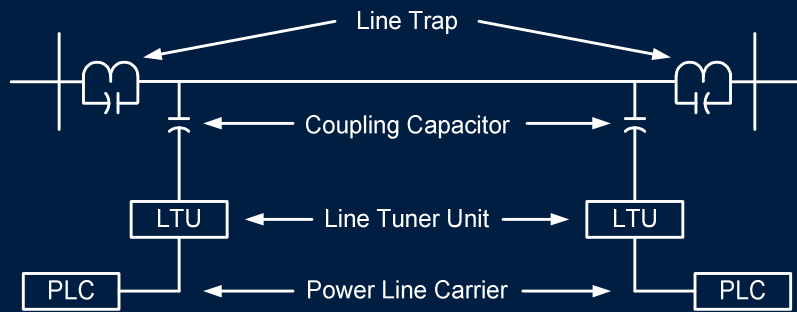 Line Trap
Coupling Capacitor
LTU
Line Tuner Unit
LTU
PLC
Power Line Carrier
PLC